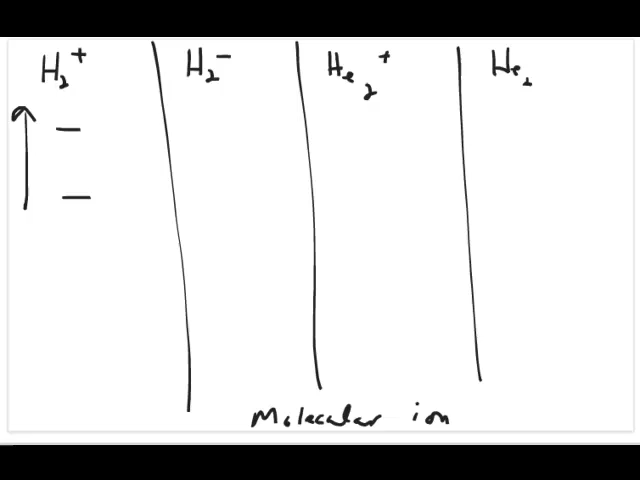 H₂⁺ H₂⁻ He₂⁺ He₂
Molecular ion